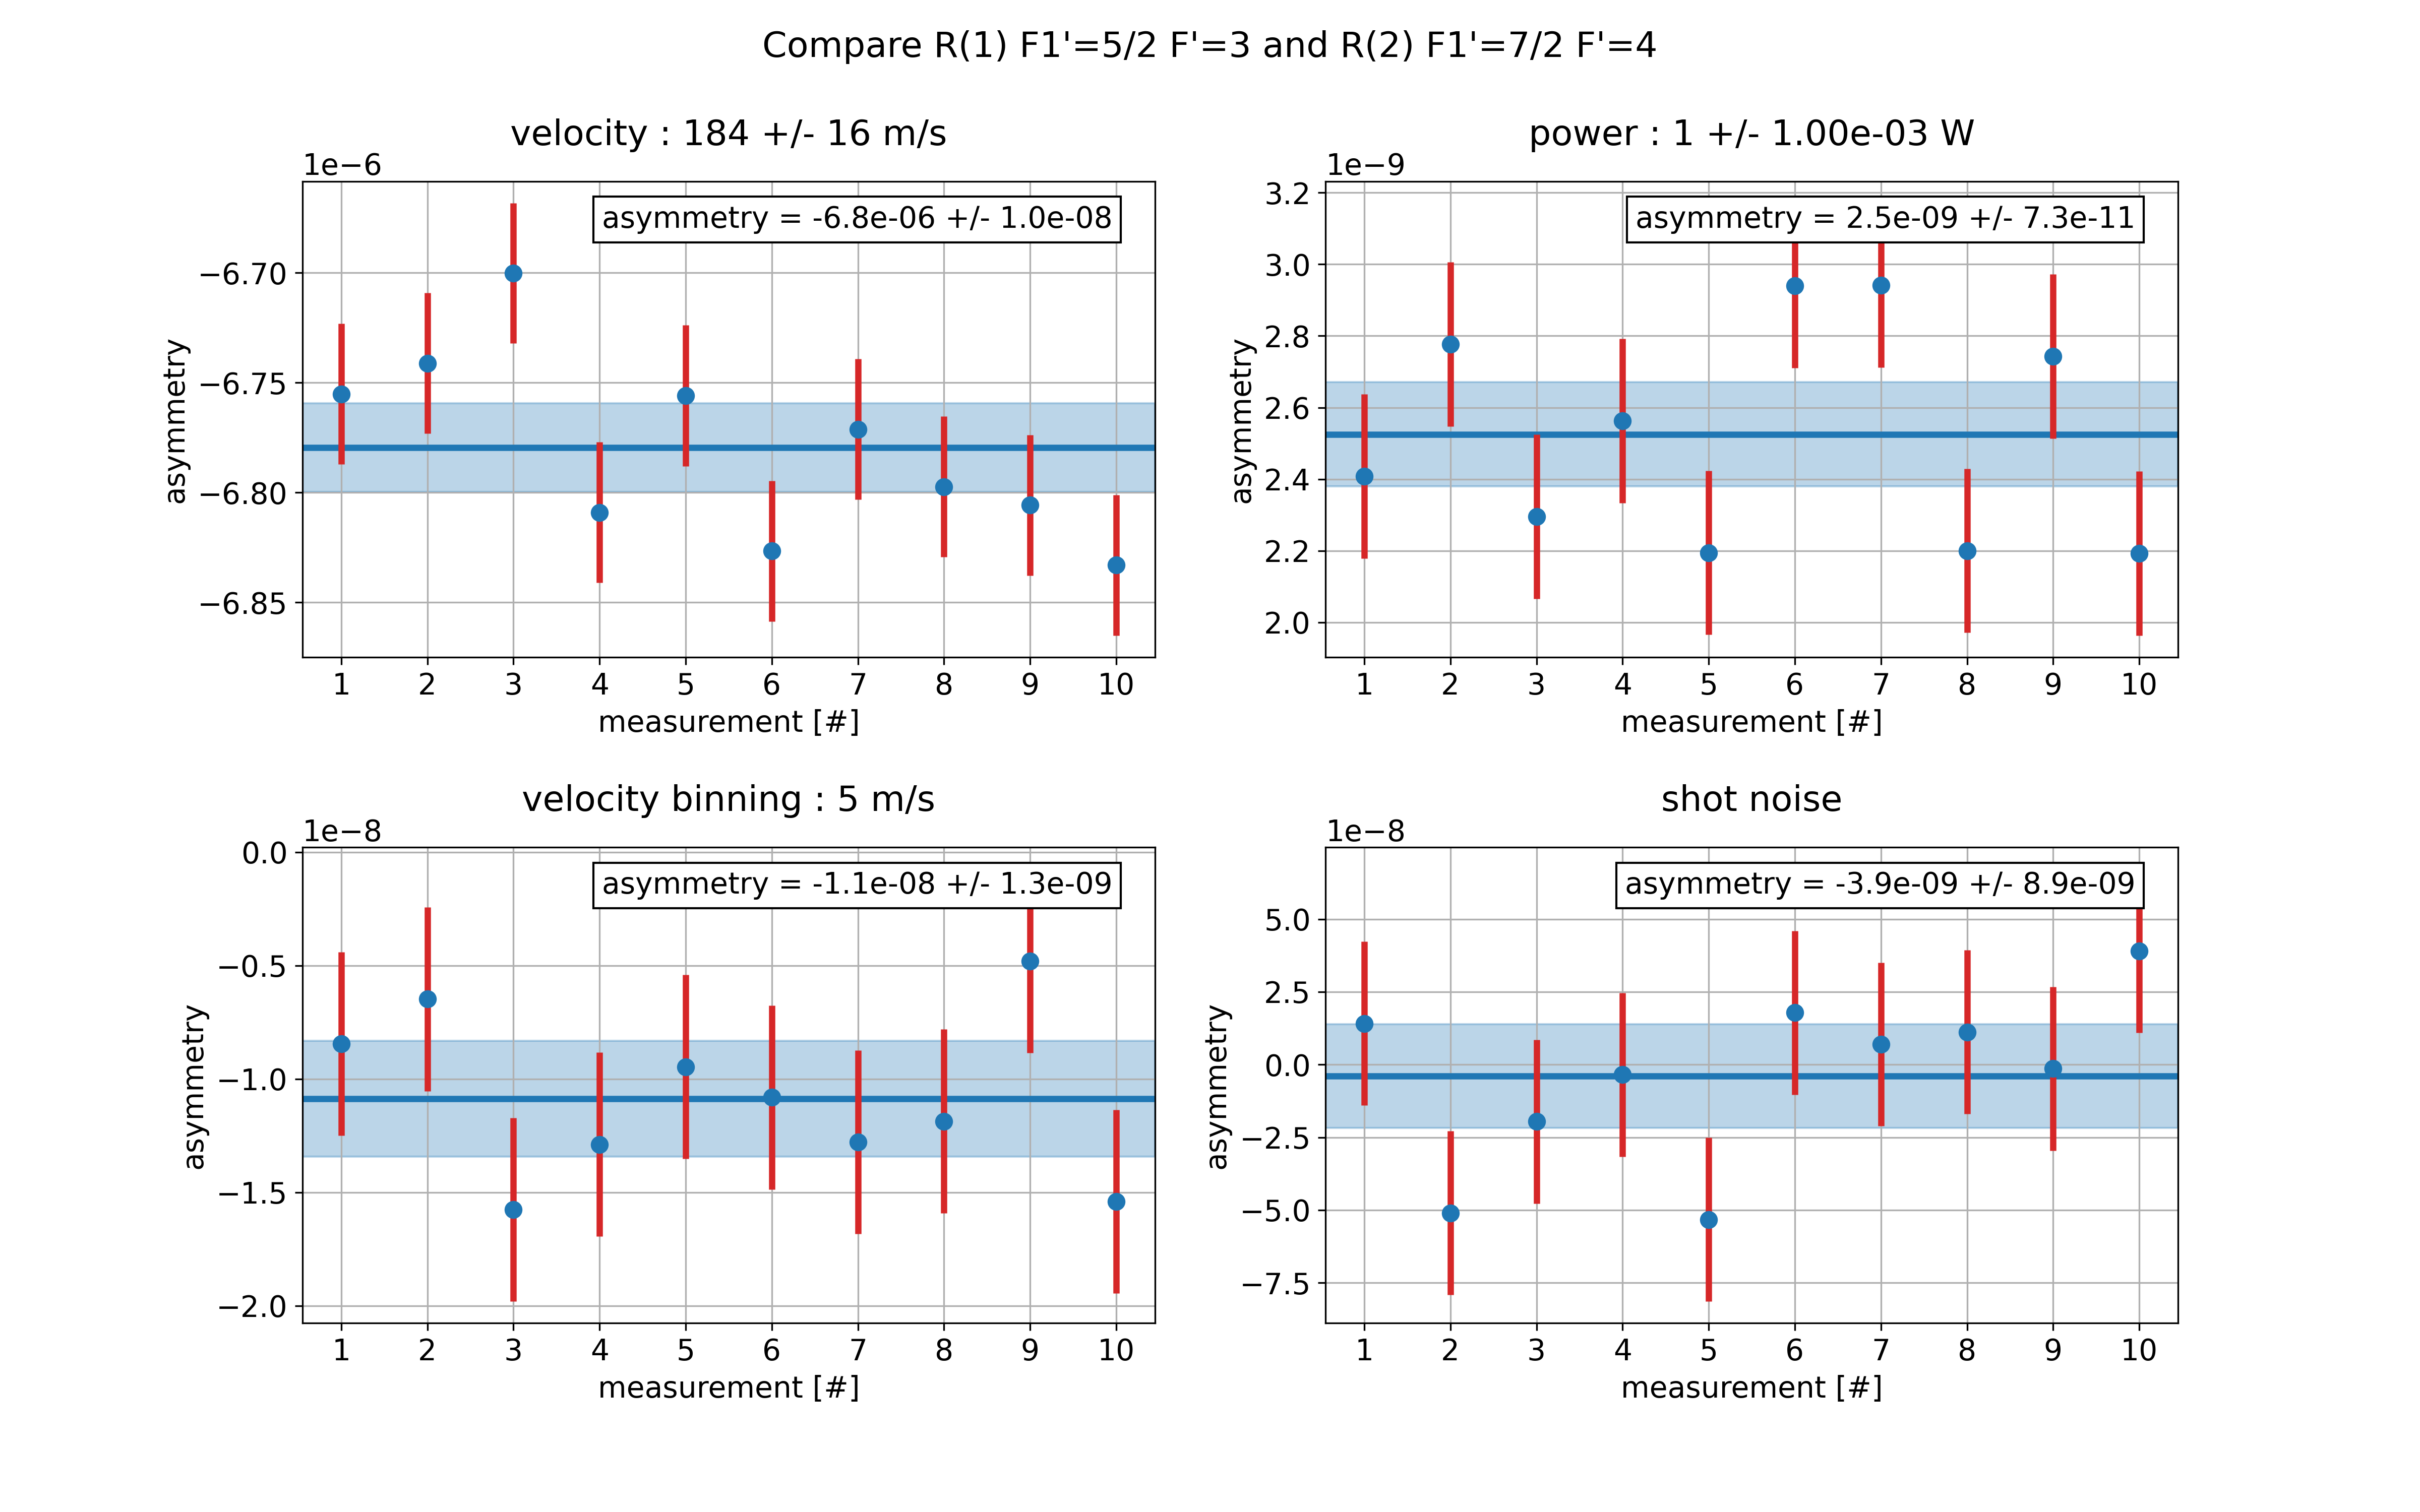 Compare R(1) F1'=5/2 F'=3 and R(2) F1'=7/2 F'=4
velocity : 184 +/- 16 m/s
1e−6
asymmetry = -6.8e-06 +/- 1.0e-08
−6.70
−6.75
−6.80
−6.85
asymmetry
1 2 3 4 5 6 7 8 9 10
measurement [#]
power : 1 +/- 1.00e-03 W
1e−9
asymmetry = 2.5e-09 +/- 7.3e-11
3.2
3.0
2.8
2.6
2.4
2.2
2.0
asymmetry
1 2 3 4 5 6 7 8 9 10
measurement [#]
velocity binning : 5 m/s
1e−8
asymmetry = -1.1e-08 +/- 1.3e-09
0.0
−0.5
−1.0
−1.5
−2.0
asymmetry
1 2 3 4 5 6 7 8 9 10
measurement [#]
shot noise
1e−8
asymmetry = -3.9e-09 +/- 8.9e-09
5.0
2.5
0.0
−2.5
−5.0
−7.5
asymmetry
1 2 3 4 5 6 7 8 9 10
measurement [#]